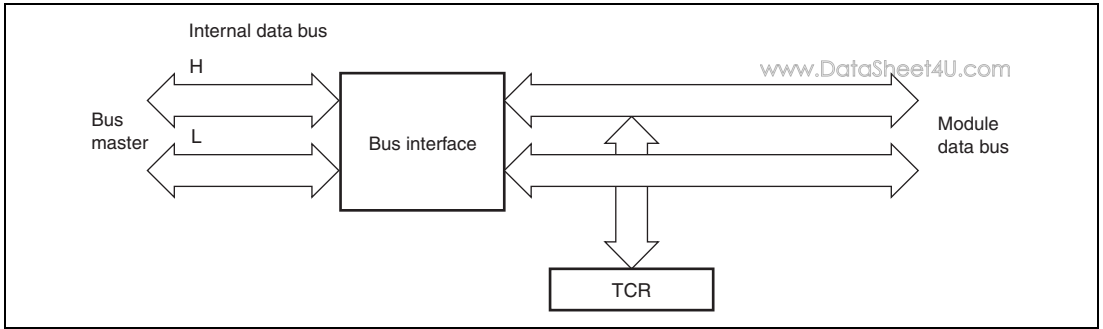 Internal data bus
www.DataSheet4U.com
H
Bus
master
L
Bus interface
Module
data bus
TCR